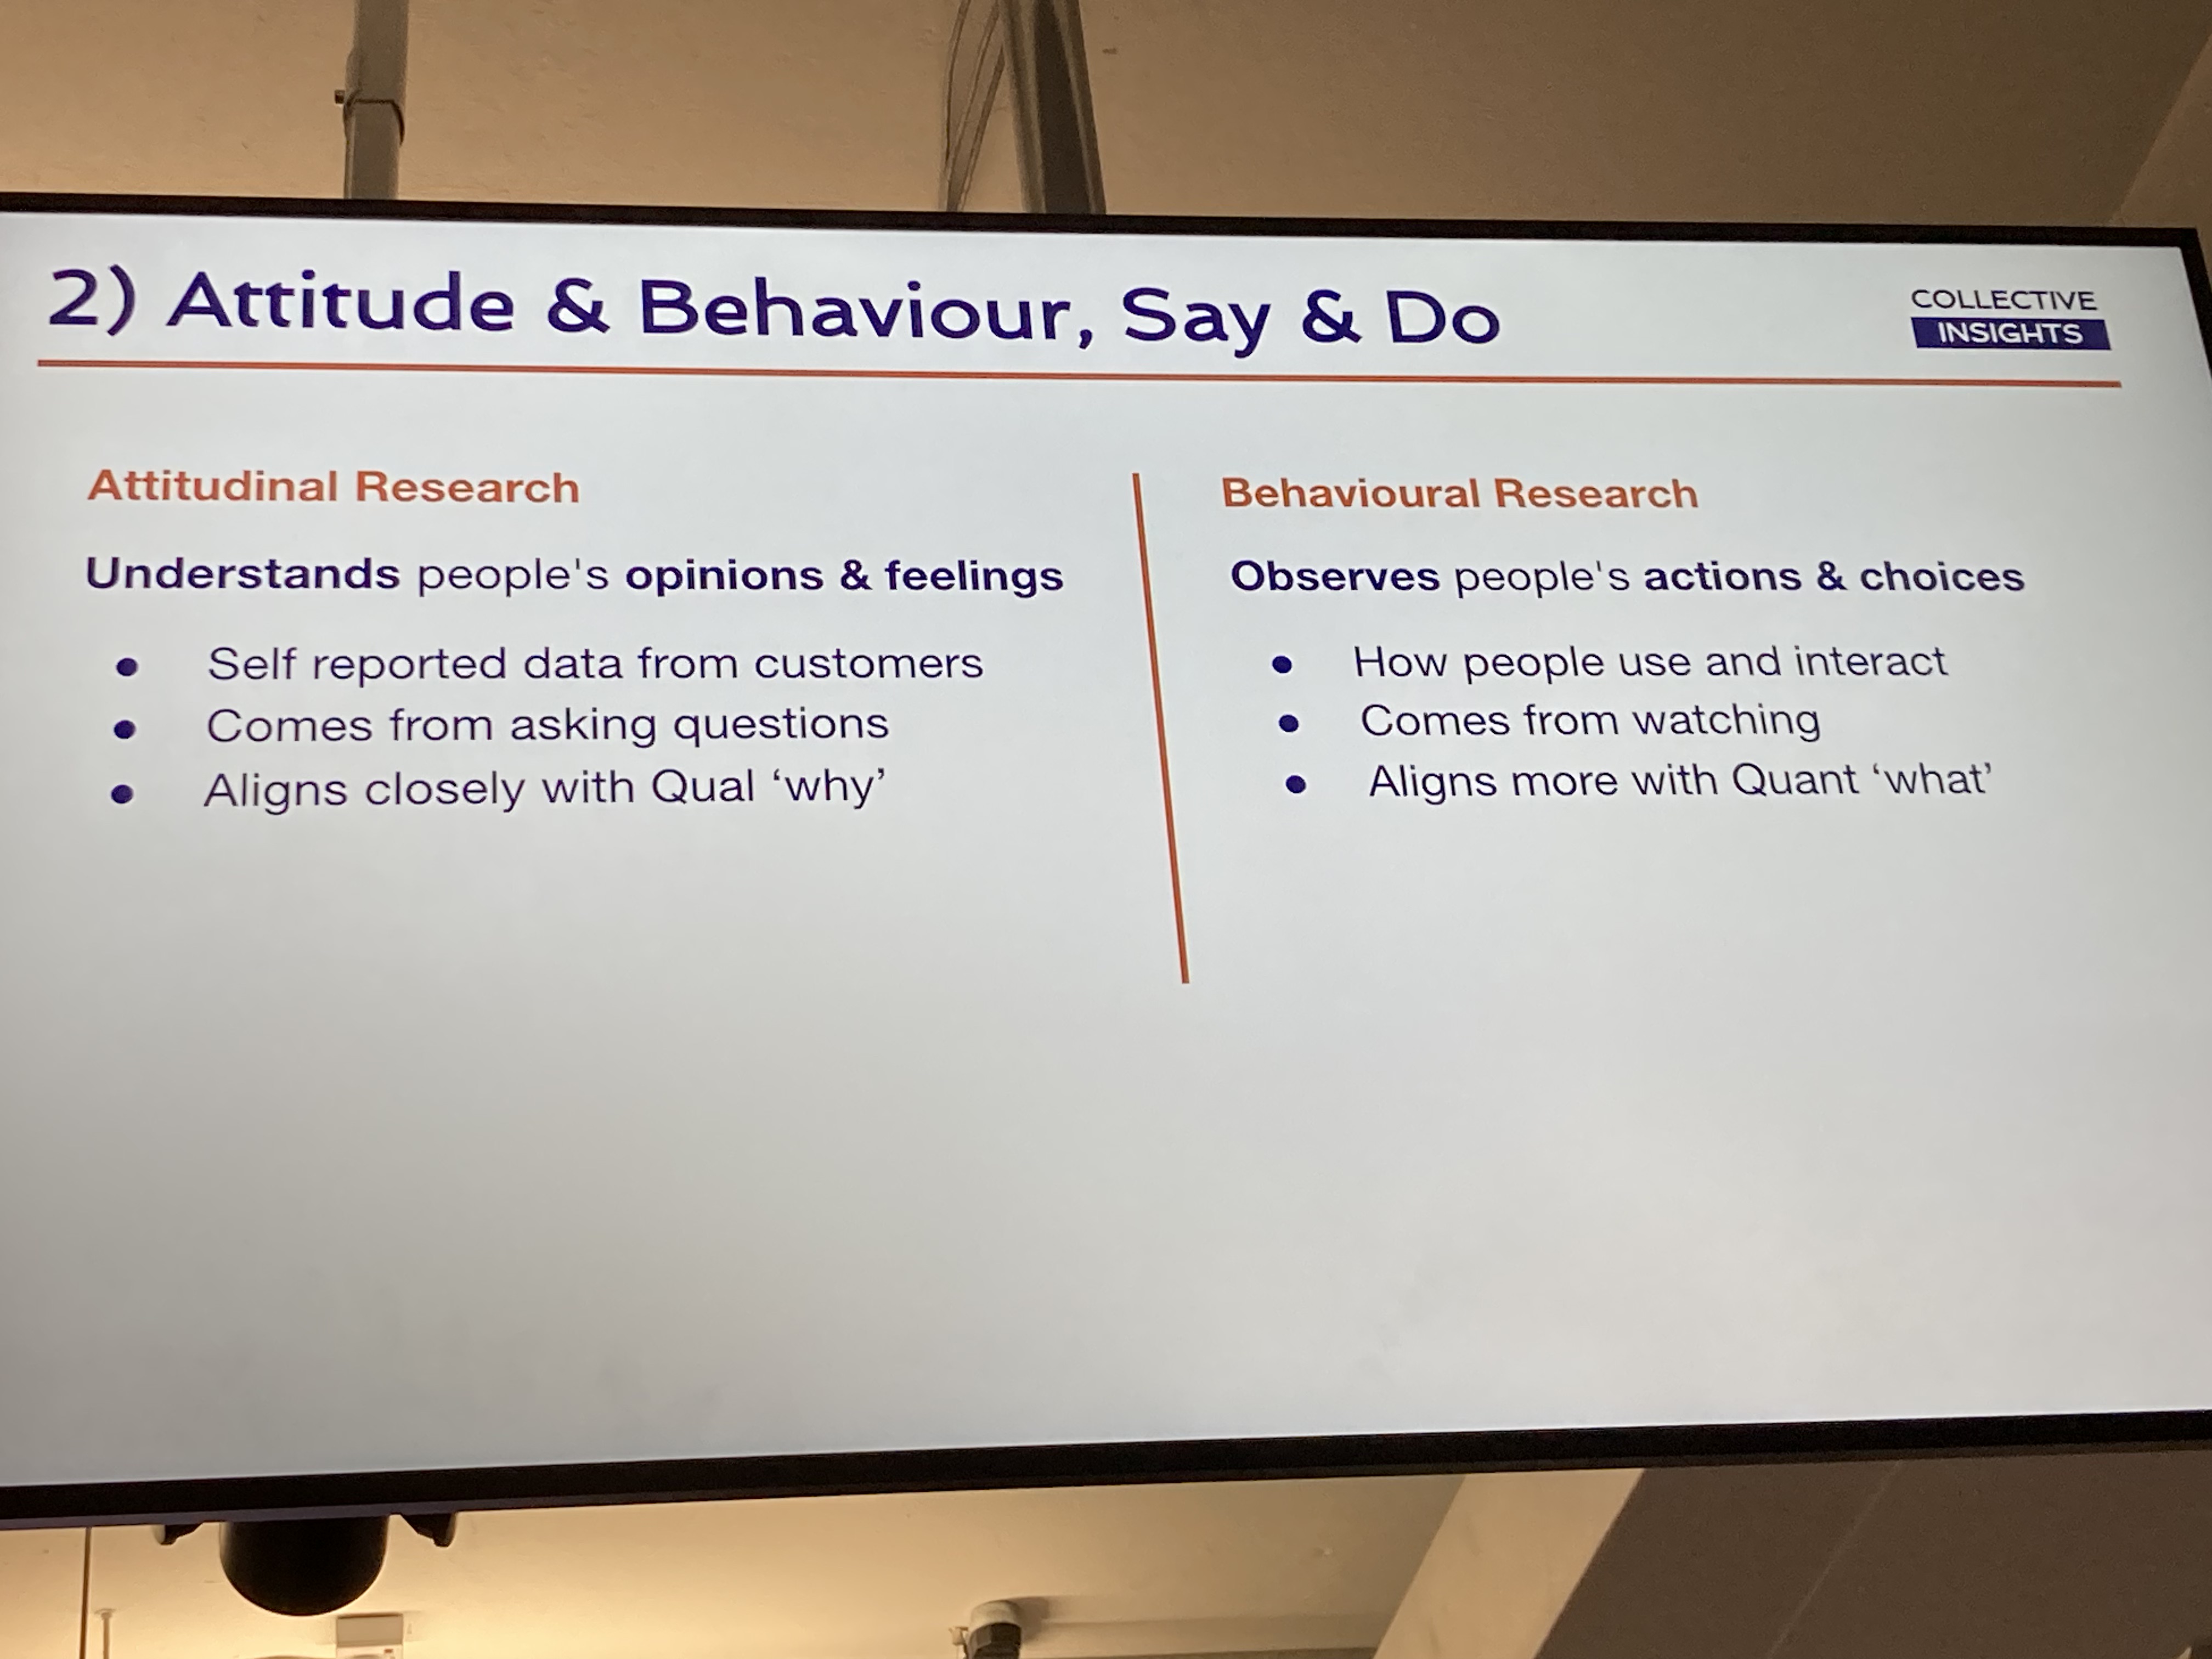 2) Attitude & Behaviour, Say & Do
COLLECTIVE
INSIGHTS
Attitudinal Research
Understands people's opinions & feelings
● Self reported data from customers
● Comes from asking questions
● Aligns closely with Qual ‘why’
Behavioural Research
Observes people's actions & choices
● How people use and interact
● Comes from watching
● Aligns more with Quant ‘what’